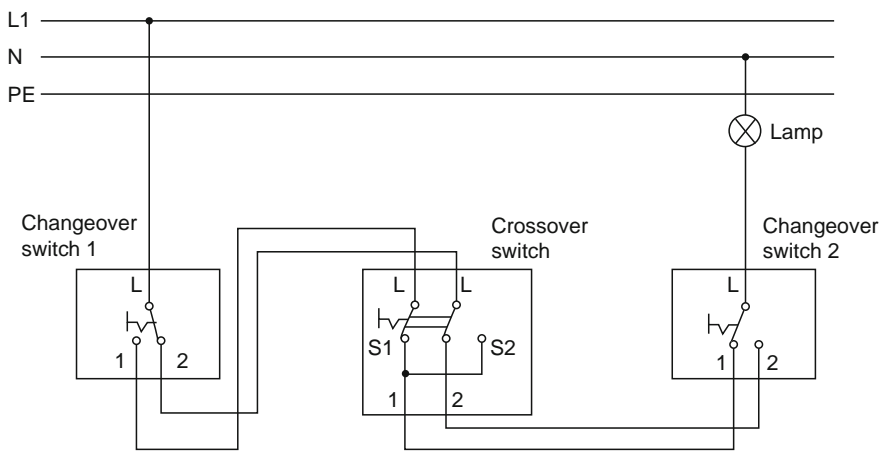 L1
N
PE
Lamp
Changeover
switch 1
Crossover
switch
Changeover
switch 2
L
L
L
L
1
2
S1
S2
1
2
1
2